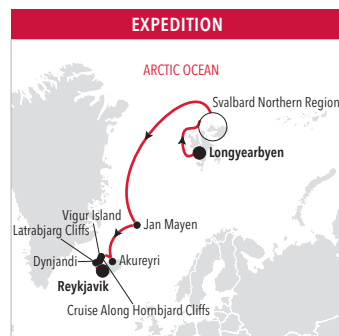 EXPEDITION
ARCTIC OCEAN
Svalbard Northern Region
Longyearbyen
Vigur Island
Jan Mayen
Latrabjarg Cliffs
Dynjandi
Akureyri
Reykjavik
Cruise Along Hornbjard Cliffs